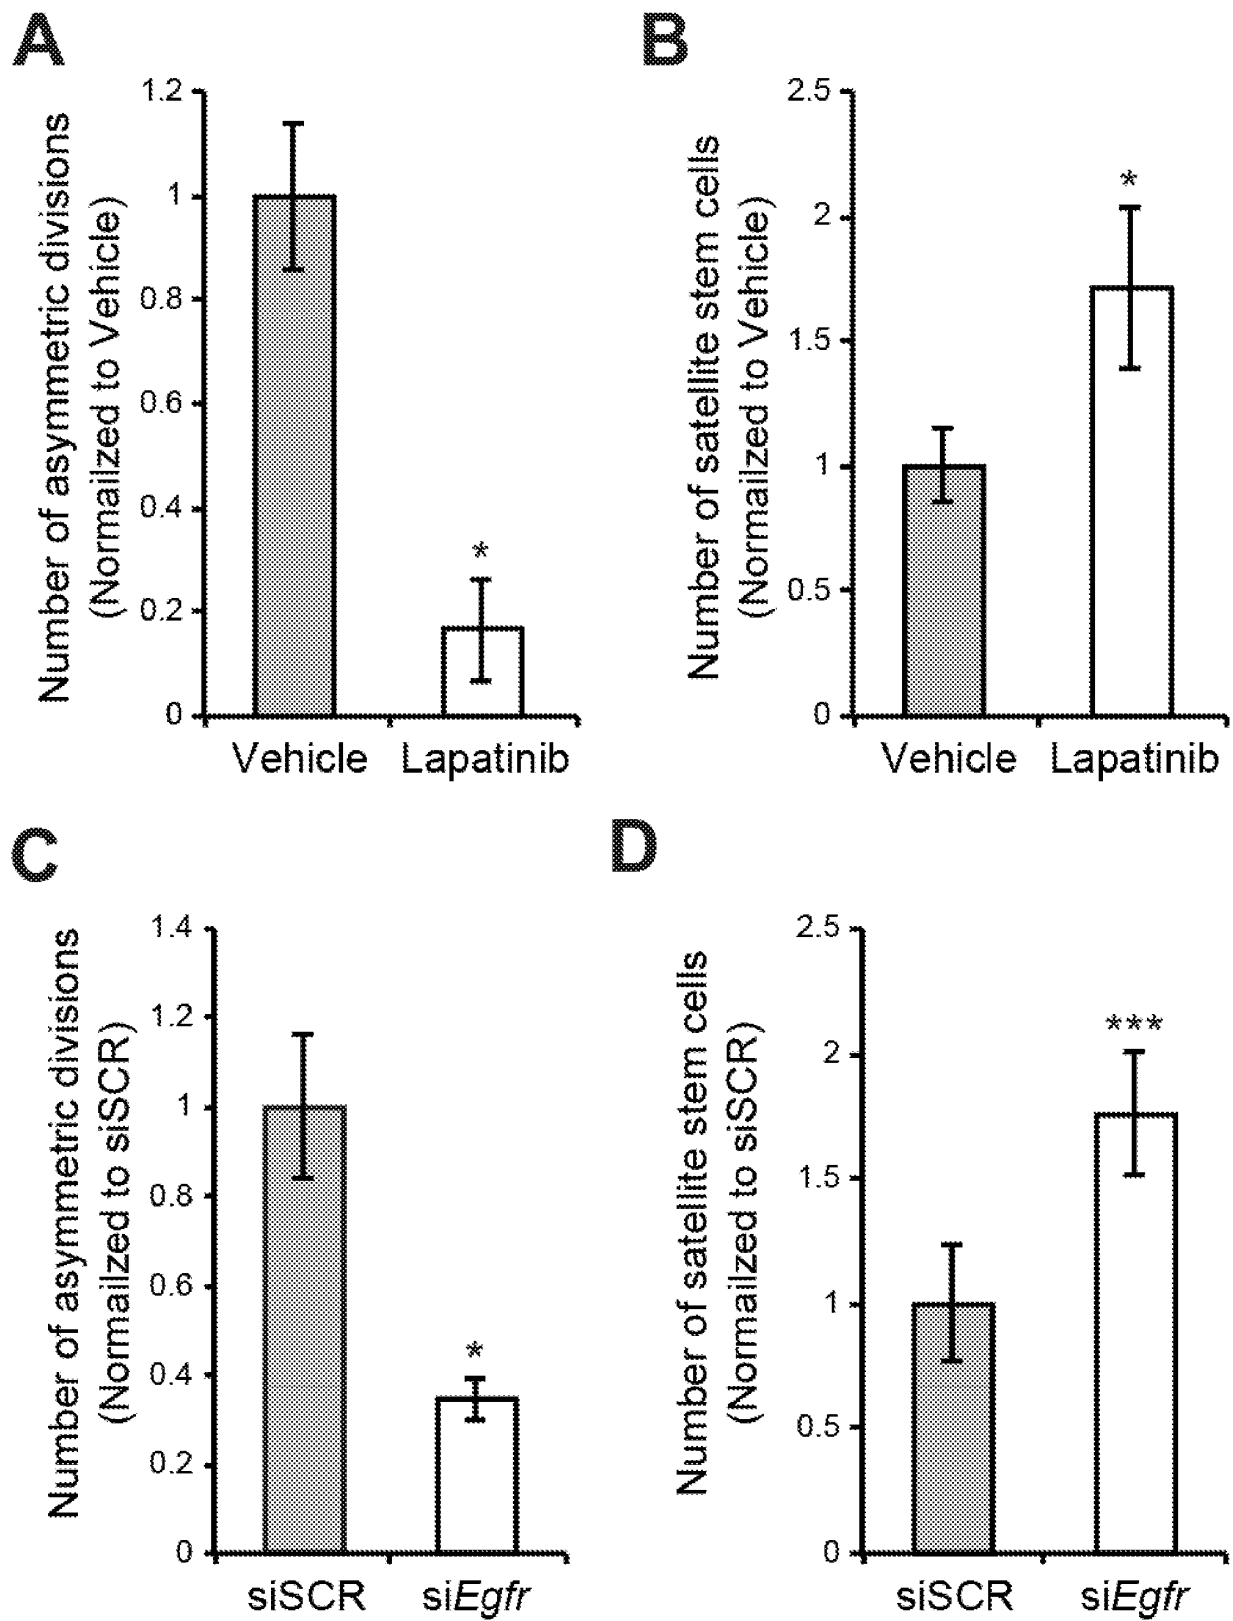 A
Number of asymmetric divisions
(Normailzed to Vehicle)
1.2
1
0.8
0.6
0.4
0.2
0
*
Vehicle Lapatinib
B
Number of satellite stem cells
(Normailzed to Vehicle)
2.5
2
1.5
1
0.5
0
*
Vehicle Lapatinib
C
Number of asymmetric divisions
(Normailzed to siSCR)
1.4
1.2
1
0.8
0.6
0.4
0.2
0
*
siSCR siEgfr
D
Number of satellite stem cells
(Normailzed to siSCR)
2.5
2
1.5
1
0.5
0
***
siSCR siEgfr